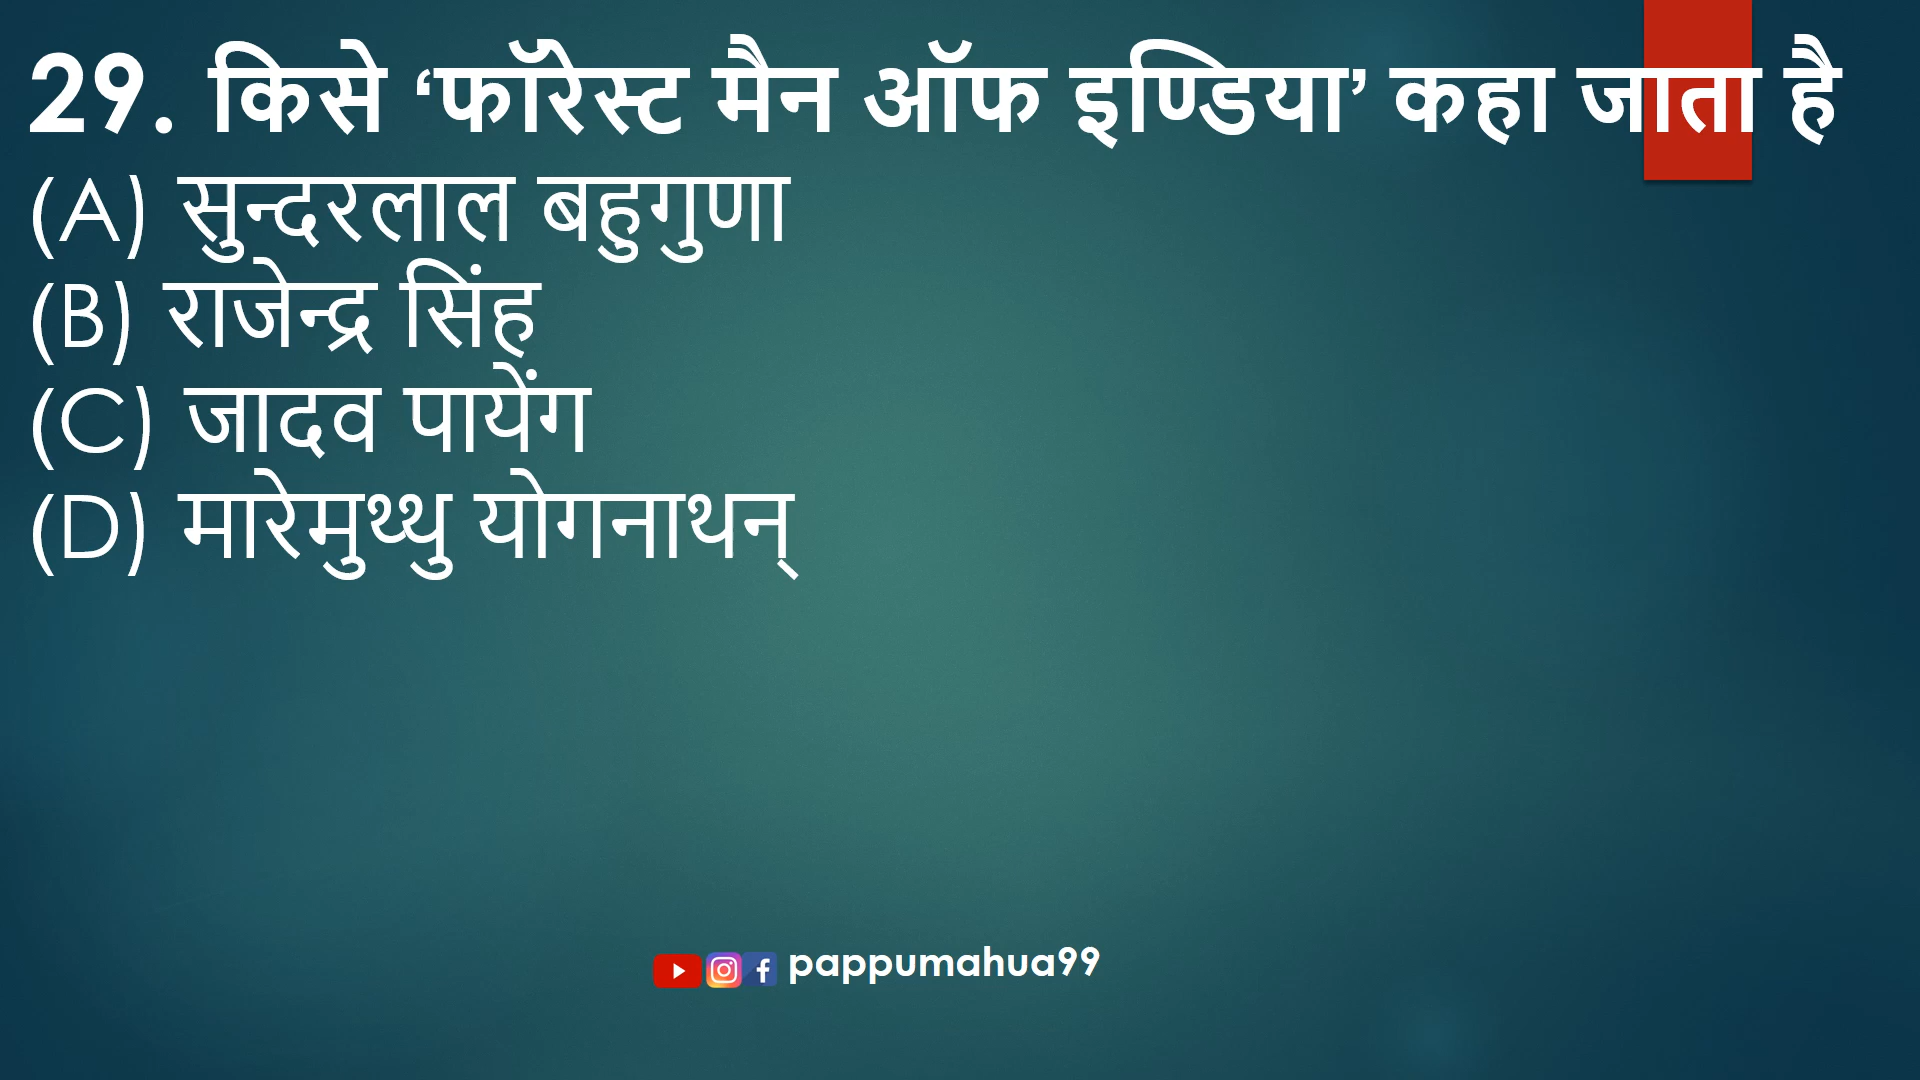 29. किसे ‘फॉरेस्ट मैन ऑफ इण्डिया’ कहा जाता है
(A) सुन्दरलाल बहुगुणा
(B) राजेन्द्र सिंह
(C) जादव पायेंग
(D) मारेमुथ्थु योगनाथन्
pappumahua99